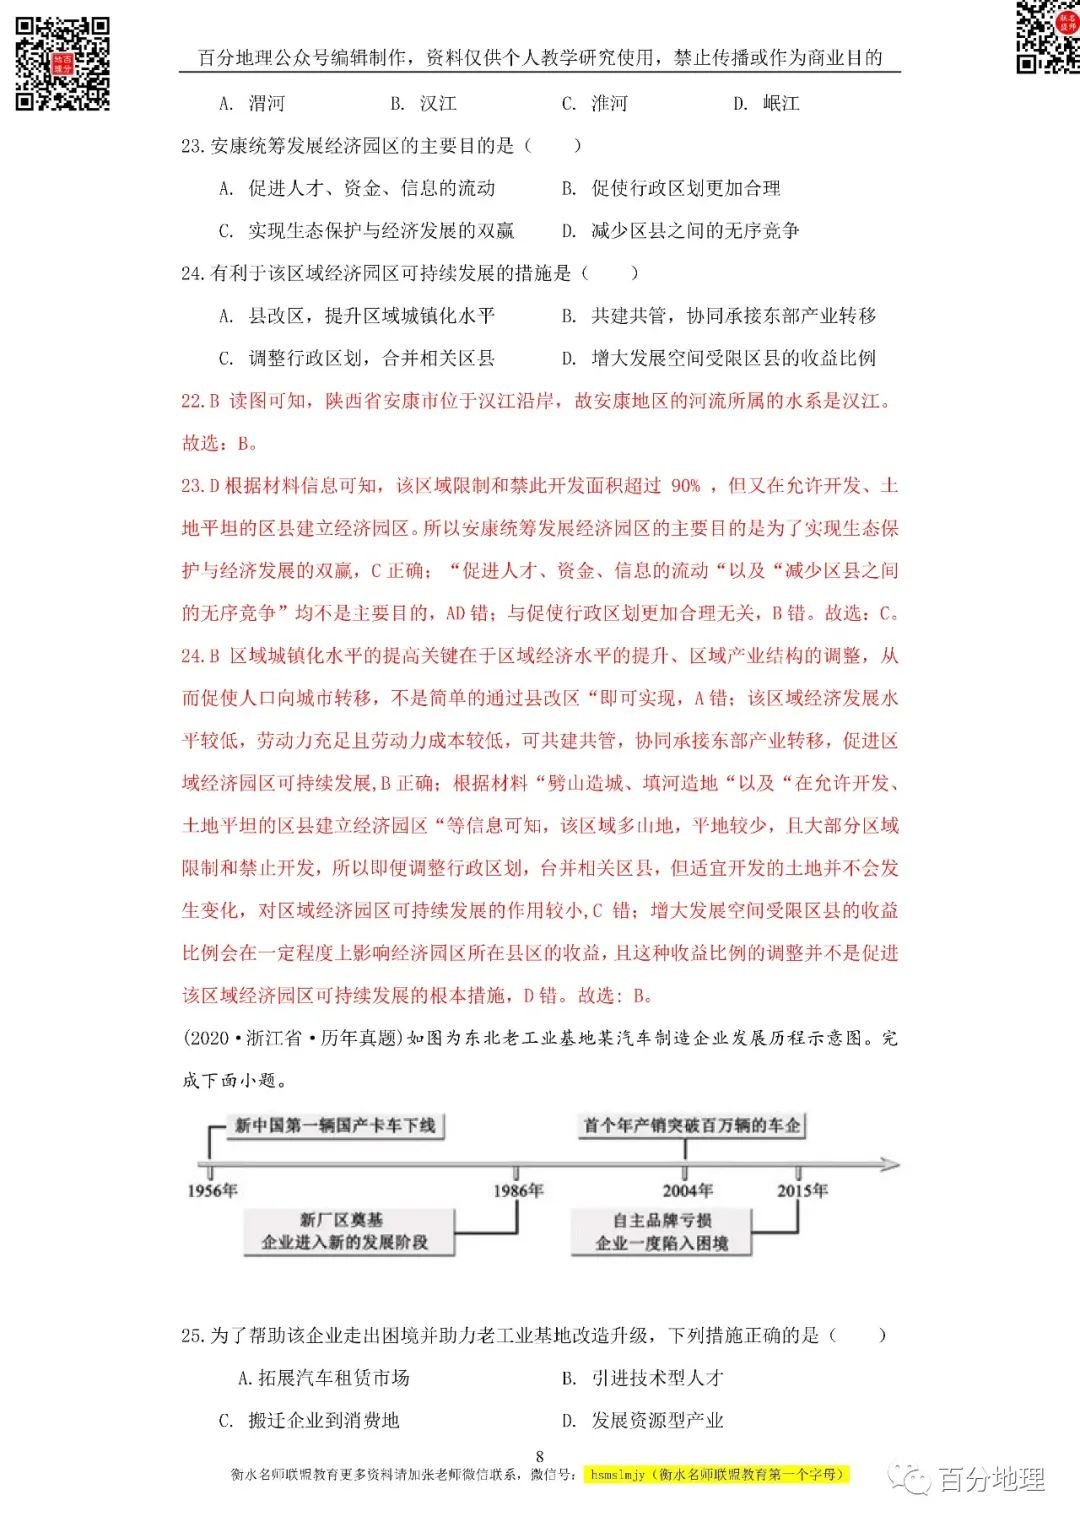 百分地理公众号编辑制作，资料仅供个人教学研究使用，禁止传播或作为商业目的
A. 渭河 B. 汉江 C. 淮河 D. 岷江
23.安康统筹发展经济园区的主要目的是（ ）
A. 促进人才、资金、信息的流动 B. 促使行政区划更加合理
C. 实现生态保护与经济发展的双赢 D. 减少区县之间的无序竞争
24.有利于该区域经济园区可持续发展的措施是（ ）
A. 县改区，提升区域城镇化水平 B. 共建共管，协同承接东部产业转移
C. 调整行政区划，合并相关区县 D. 增大发展空间受限区县的收益比例
22.B 读图可知，陕西省安康市位于汉江沿岸，故安康地区的河流所属的水系是汉江。
故选：B。
23.D根据材料信息可知，该区域限制和禁此开发面积超过 90% ，但又在允许开发、土
地平坦的区县建立经济园区。所以安康统筹发展经济园区的主要目的是为了实现生态保
护与经济发展的双赢，C正确；“促进人才、资金、信息的流动“以及“减少区县之间
的无序竞争”均不是主要目的，AD错；与促使行政区划更加合理无关，B错。故选：C。
24.B 区域城镇化水平的提高关键在于区域经济水平的提升、区域产业结构的调整，从
而促使人口向城市转移，不是简单的通过县改区“即可实现，A错；该区域经济发展水
平较低，劳动力充足且劳动力成本较低，可共建共管，协同承接东部产业转移，促进区
域经济园区可持续发展,B正确；根据材料“劈山造城、填河造地“以及“在允许开发、
土地平坦的区县建立经济园区“等信息可知，该区域多山地，平地较少，且大部分区域
限制和禁止开发，所以即便调整行政区划，台并相关区县，但适宜开发的土地并不会发
生变化，对区域经济园区可持续发展的作用较小,C 错；增大发展空间受限区县的收益
比例会在一定程度上影响经济园区所在县区的收益,且这种收益比例的调整并不是促进
该区域经济园区可持续发展的根本措施，D错。故选：B。
(2020·浙江省·历年真题)如图为东北老工业基地某汽车制造企业发展历程示意图。完
成下面小题。
新中国第一辆国产卡车下线 首个年产销突破百万辆的车企
1956年 1986年 2004年 2015年
新厂区奠基
企业进入新的发展阶段
自主品牌亏损
企业一度陷入困境
25.为了帮助该企业走出困境并助力老工业基地改造升级，下列措施正确的是（ ）
A.拓展汽车租赁市场 B. 引进技术型人才
C. 搬迁企业到消费地 D. 发展资源型产业
8
衡水名师联盟教育更多资料请加张老师微信联系，微信号： hsmslmjy（衡水名师联盟教育第一个字母）
百分地理